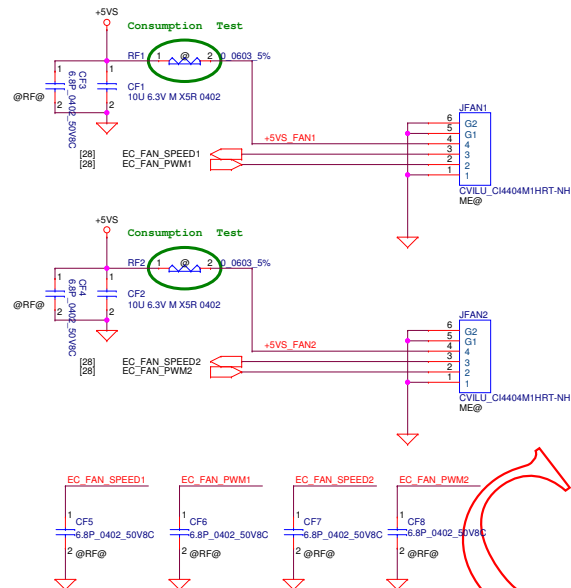 +5VS
Consumption Test
RF1 1 @ 2 0_0603_5%
1 1
CF3
6.8P_0402_50V8C
CF1
10U 6.3V M X5R 0402
@RF@
2 2
JFAN1
6 G2
5 G1
+5VS_FAN1 4 4
[28] EC_FAN_SPEED1 3 3
[28] EC_FAN_PWM1 2 2
1 1
CVILU_CI4404M1HRT-NH
ME@
+5VS
Consumption Test
RF2 1 @ 2 0_0603_5%
1 1
CF4
6.8P_0402_50V8C
CF2
10U 6.3V M X5R 0402
@RF@
2 2
JFAN2
6 G2
5 G1
+5VS_FAN2 4 4
[28] EC_FAN_SPEED2 3 3
[28] EC_FAN_PWM2 2 2
1 1
CVILU_CI4404M1HRT-NH
ME@
EC_FAN_SPEED1 EC_FAN_PWM1 EC_FAN_SPEED2 EC_FAN_PWM2
1 1 1 1
CF5 CF6 CF7 CF8
6.8P_0402_50V8C 6.8P_0402_50V8C 6.8P_0402_50V8C 6.8P_0402_50V8C
2 @RF@ 2 @RF@ 2 @RF@ 2 @RF@